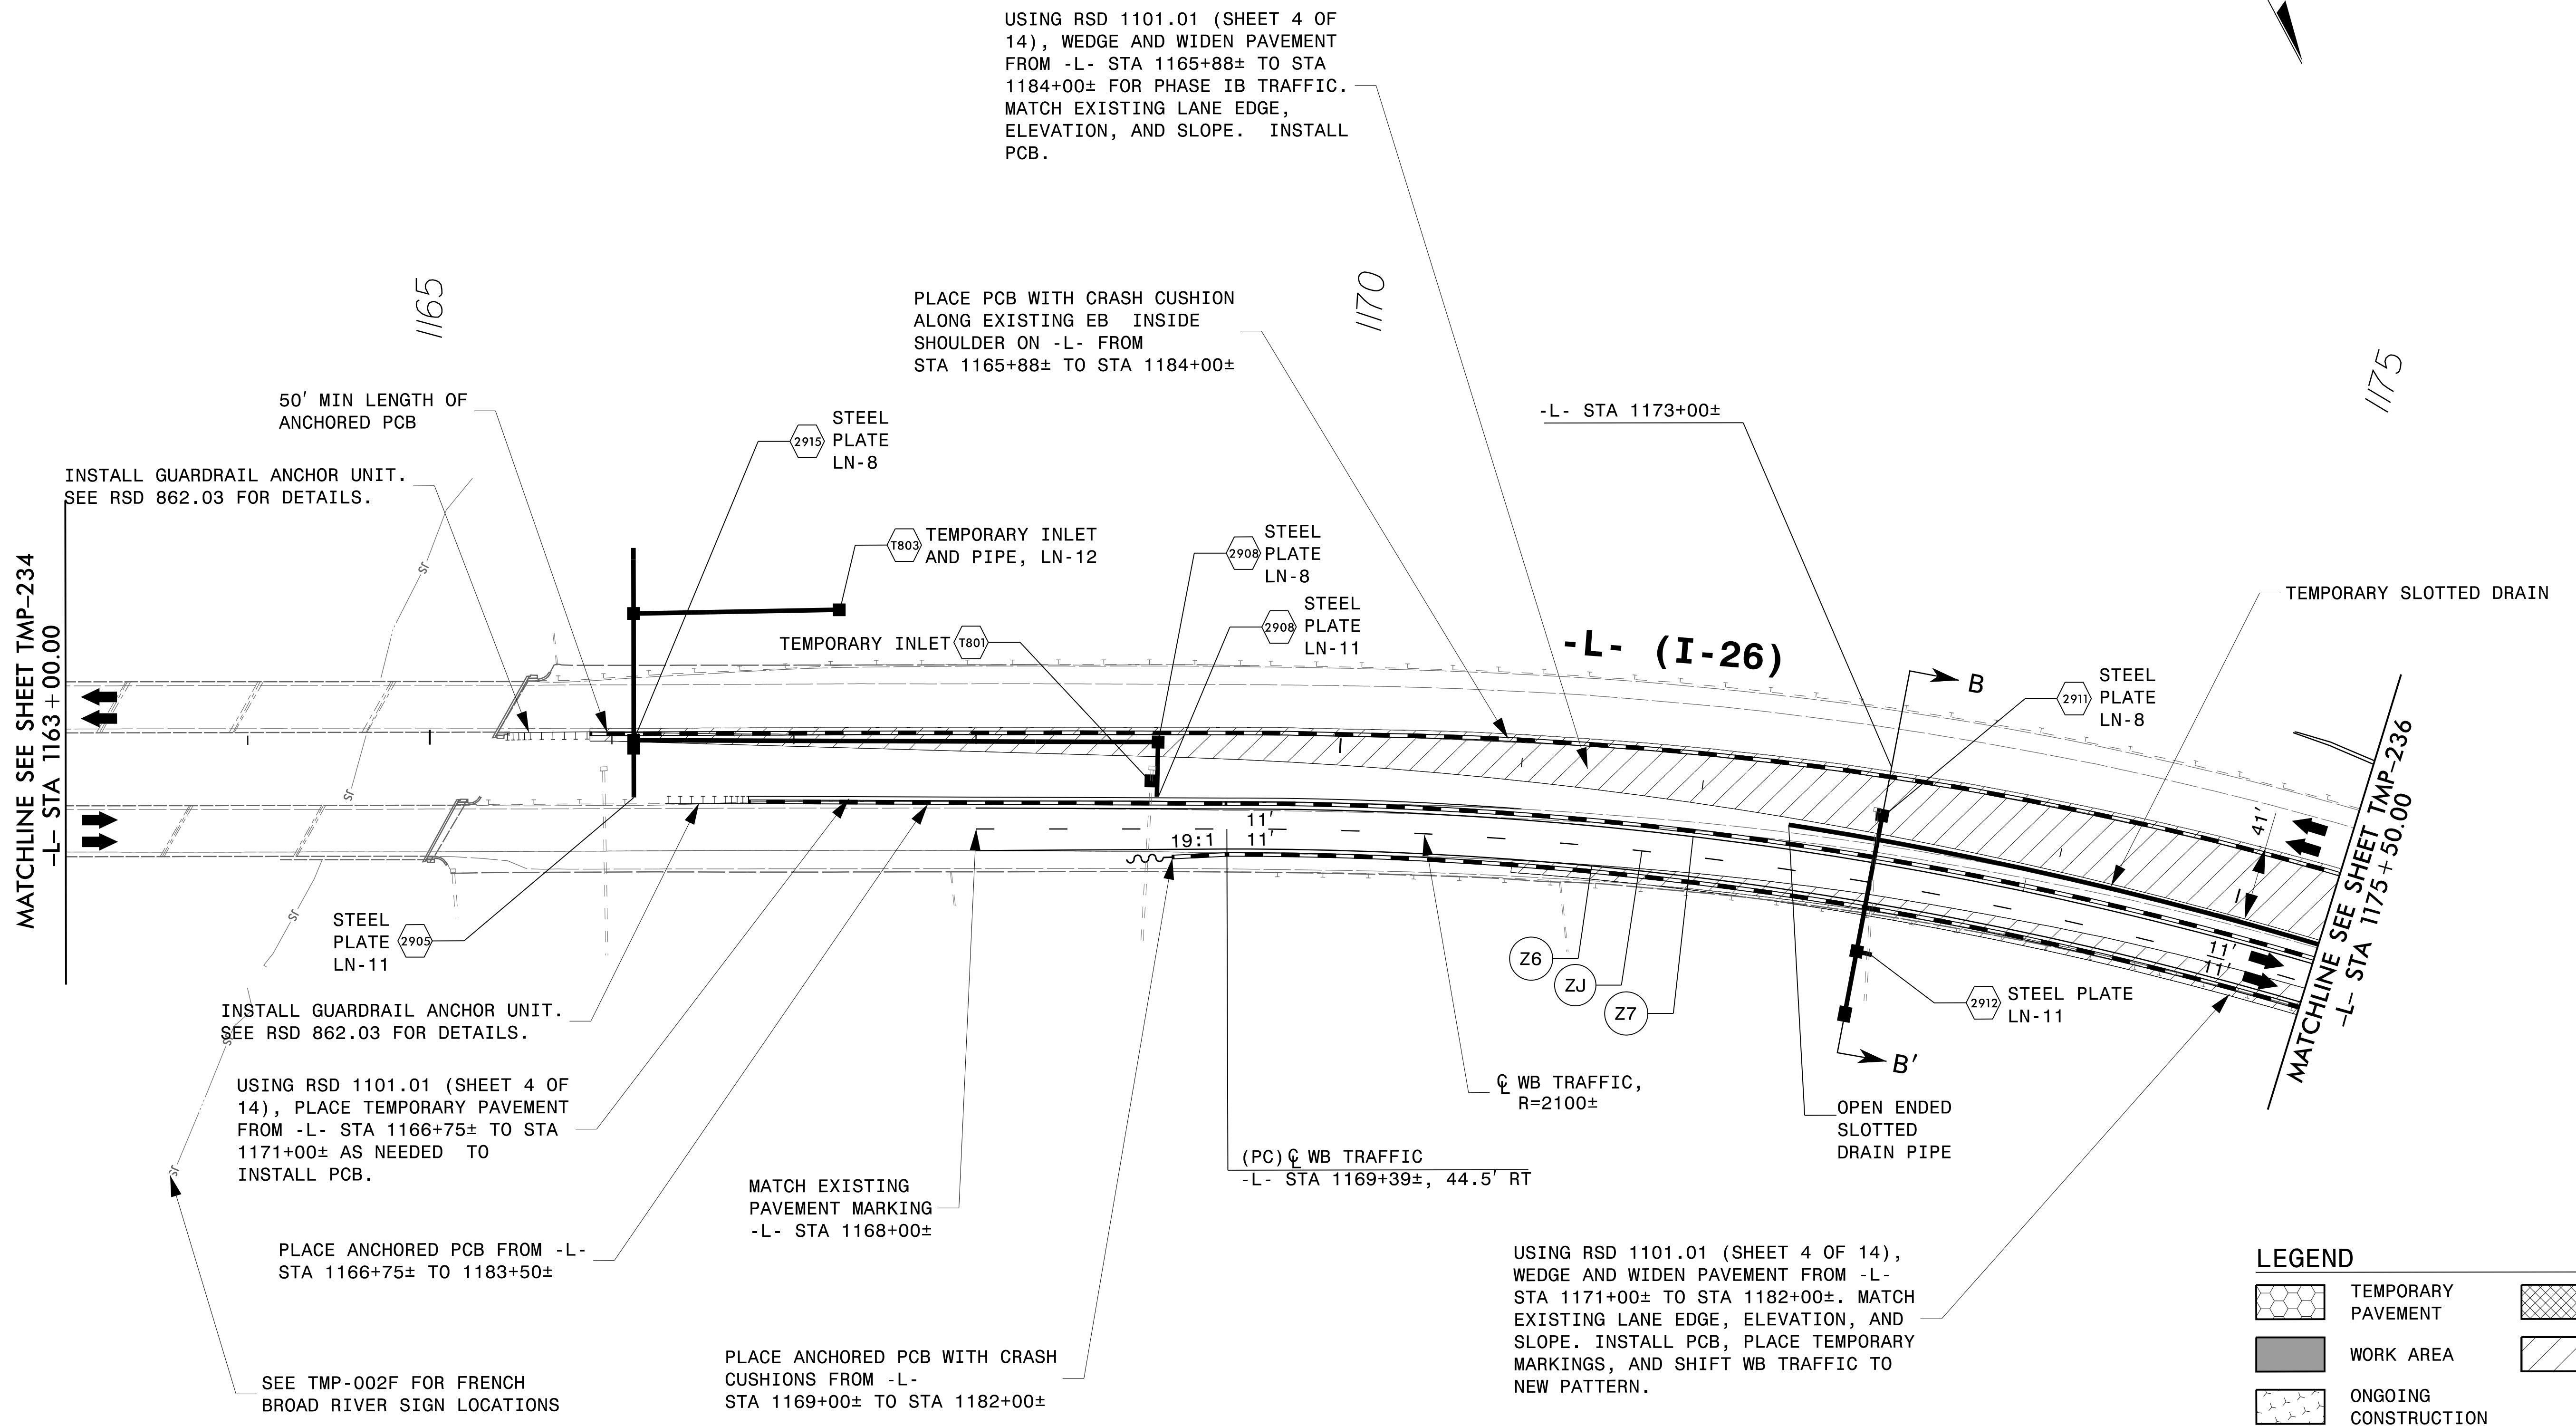 USING RSD 1101.01 (SHEET 4 OF
14), WEDGE AND WIDEN PAVEMENT
FROM -L- STA 1165+88± TO STA
1184+00± FOR PHASE IB TRAFFIC.
MATCH EXISTING LANE EDGE,
ELEVATION, AND SLOPE. INSTALL
PCB.
1165
1170
1175
PLACE PCB WITH CRASH CUSHION
ALONG EXISTING EB INSIDE
SHOULDER ON -L- FROM
STA 1165+88± TO STA 1184+00±
50' MIN LENGTH OF
ANCHORED PCB
INSTALL GUARDRAIL ANCHOR UNIT.
SEE RSD 862.03 FOR DETAILS.
2915
STEEL
PLATE
LN-8
-L- STA 1173+00±
T803
TEMPORARY INLET
AND PIPE, LN-12
2908
STEEL
PLATE
LN-8
2908
STEEL
PLATE
LN-11
TEMPORARY INLET
T801
TEMPORARY SLOTTED DRAIN
-L- (I-26)
B
2911
STEEL
PLATE
LN-8
MATCHLINE SEE SHEET TMP-234
-L- STA 1163+00.00
JS
JS
JS
JS
JS
11'
11'
19:1
41'
11'
11'
MATCHLINE SEE SHEET TMP-236
-L- STA 1175+50.00
STEEL
PLATE
LN-11
2905
Z6
ZJ
Z7
2912
STEEL PLATE
LN-11
B'
INSTALL GUARDRAIL ANCHOR UNIT.
SEE RSD 862.03 FOR DETAILS.
USING RSD 1101.01 (SHEET 4 OF
14), PLACE TEMPORARY PAVEMENT
FROM -L- STA 1166+75± TO STA
1171+00± AS NEEDED TO
INSTALL PCB.
℄ WB TRAFFIC,
R=2100±
OPEN ENDED
SLOTTED
DRAIN PIPE
(PC) ℄ WB TRAFFIC
-L- STA 1169+39±, 44.5' RT
MATCH EXISTING
PAVEMENT MARKING
-L- STA 1168+00±
PLACE ANCHORED PCB FROM -L-
STA 1166+75± TO 1183+50±
USING RSD 1101.01 (SHEET 4 OF 14),
WEDGE AND WIDEN PAVEMENT FROM -L-
STA 1171+00± TO STA 1182+00±. MATCH
EXISTING LANE EDGE, ELEVATION, AND
SLOPE. INSTALL PCB, PLACE TEMPORARY
MARKINGS, AND SHIFT WB TRAFFIC TO
NEW PATTERN.
PLACE ANCHORED PCB WITH CRASH
CUSHIONS FROM -L-
STA 1169+00± TO STA 1182+00±
SEE TMP-002F FOR FRENCH
BROAD RIVER SIGN LOCATIONS
LEGEND
TEMPORARY
PAVEMENT
WORK AREA
ONGOING
CONSTRUCTION